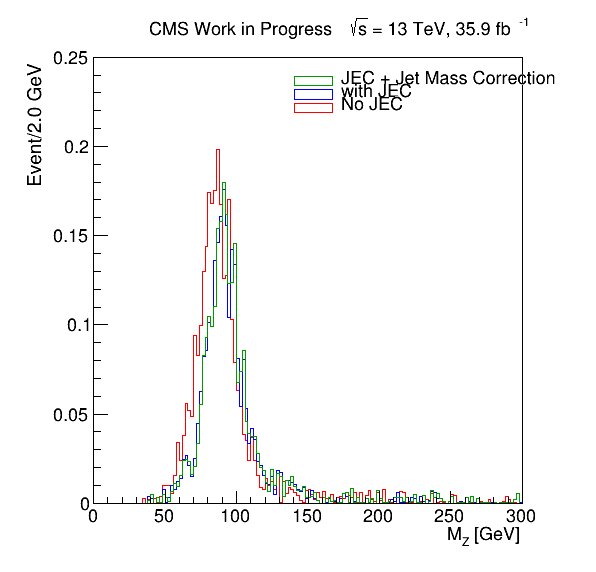 CMS Work in Progress √s = 13 TeV, 35.9 fb -1
Event/2.0 GeV
0.25
0.2
0.15
0.1
0.05
0
JEC + Jet Mass Correction
with JEC
No JEC
0 50 100 150 200 250 300
MZ [GeV]